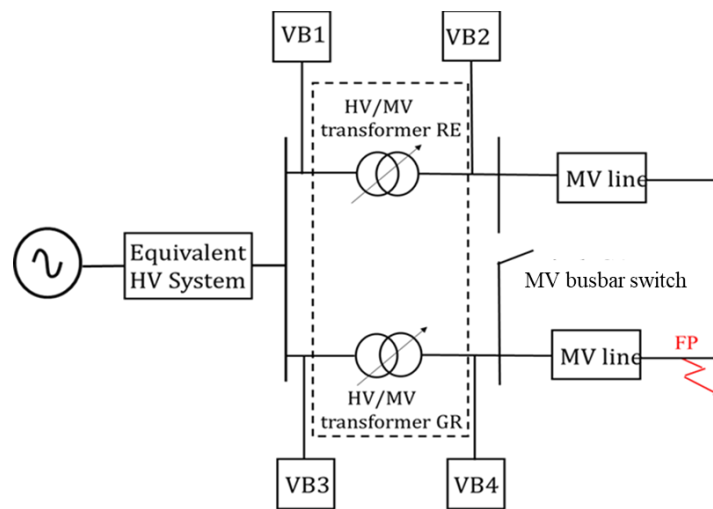 VB1
VB2
HV/MV
transformer RE
MV line
Equivalent
HV System
MV busbar switch
FP
MV line
HV/MV
transformer GR
VB3
VB4